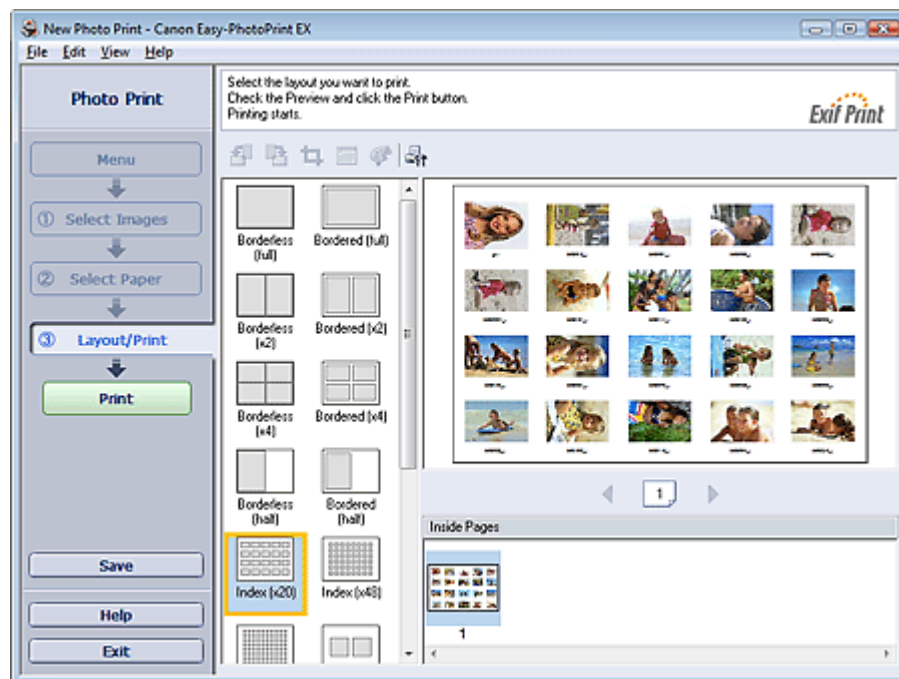 New Photo Print - Canon Easy-PhotoPrint EX
File Edit View Help
Photo Print
Select the layout you want to print.
Check the Preview and click the Print button.
Printing starts.
Exif Print
Menu
① Select Images
② Select Paper
③ Layout/Print
Print
Save
Help
Exit
Borderless (full)
Bordered (full)
Borderless (x2)
Bordered (x2)
Borderless (x4)
Bordered (x4)
Borderless (half)
Bordered (half)
Index (x20)
Index (x48)
1
Inside Pages
1